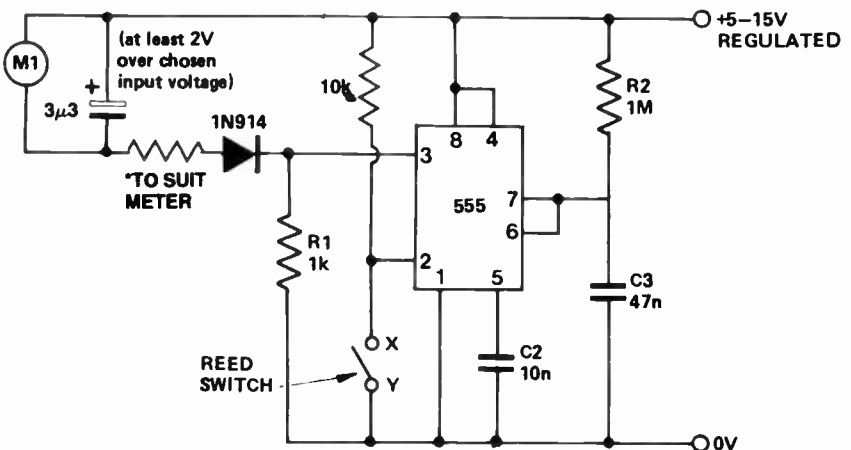 +5–15V
REGULATED
(at least 2V
over chosen
input voltage)
M1
+
3µ3
10k
R2
1M
1N914
8 4
3
*TO SUIT
METER
555
7
6
R1
1k
2
1 5
C3
47n
X
REED
SWITCH
Y
C2
10n
0V